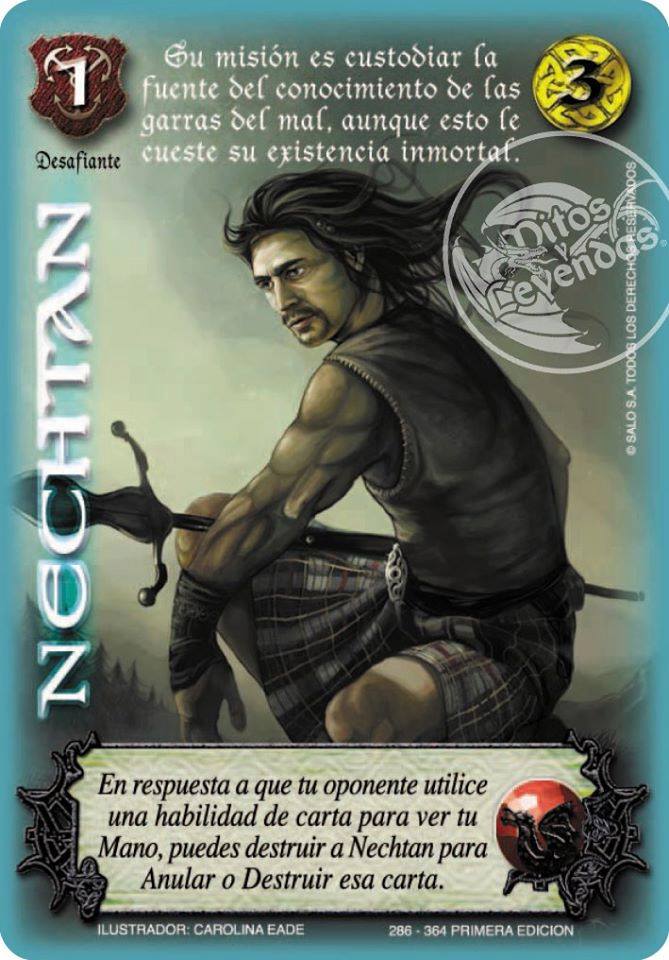 1
Desafiante
Su misión es custodiar la
fuente del conocimiento de las
garras del mal, aunque esto le
cueste su existencia inmortal.
3
Mitos
y
Leyendas®
© SALO S.A. TODOS LOS DERECHOS RESERVADOS
NECHTAN
En respuesta a que tu oponente utilice
una habilidad de carta para ver tu
Mano, puedes destruir a Nechtan para
Anular o Destruir esa carta.
ILUSTRADOR: CAROLINA EADE
286 - 364 PRIMERA EDICION